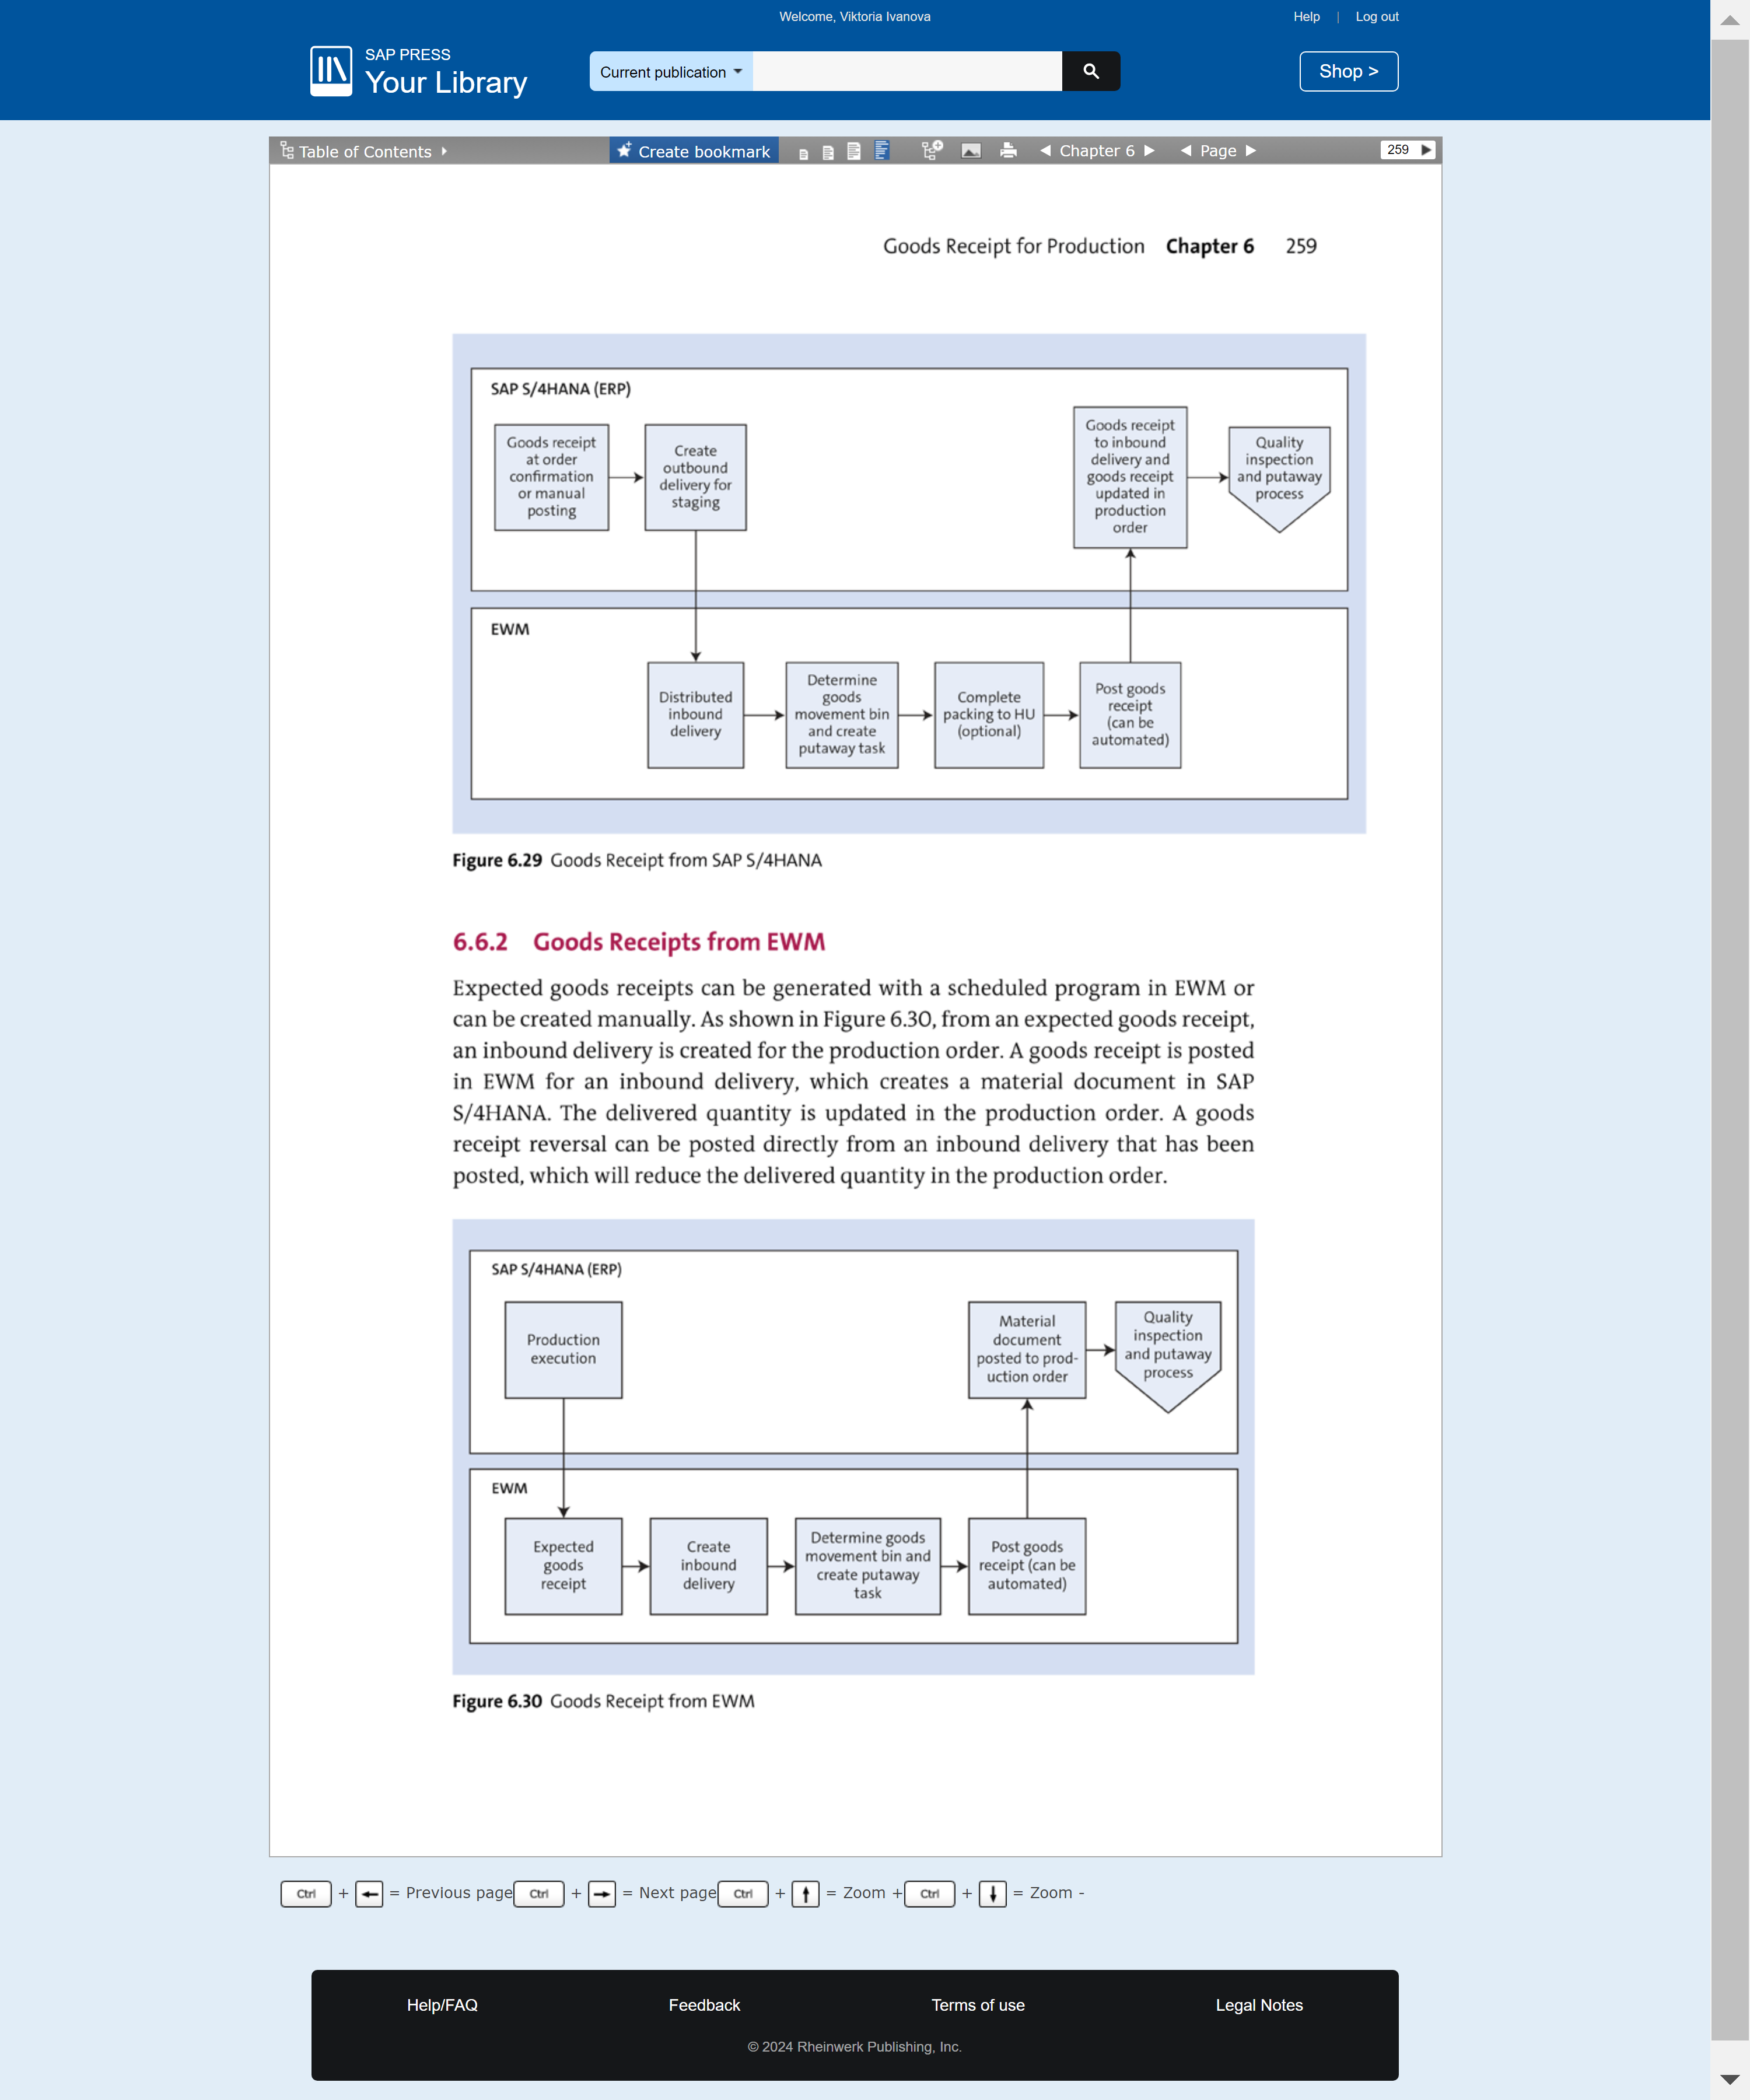 Welcome, Viktoria Ivanova
Help | Log out
SAP PRESS
Your Library
Current publication
Shop >
Table of Contents
Create bookmark
Chapter 6
Page
259
Goods Receipt for Production Chapter 6 259
SAP S/4HANA (ERP)
Goods receipt
at order
confirmation
or manual
posting
Create
outbound
delivery for
staging
Goods receipt
to inbound
delivery and
goods receipt
updated in
production
order
Quality
inspection
and putaway
process
EWM
Distributed
inbound
delivery
Determine
goods
movement bin
and create
putaway task
Complete
packing to HU
(optional)
Post goods
receipt
(can be
automated)
Figure 6.29 Goods Receipt from SAP S/4HANA
6.6.2 Goods Receipts from EWM
Expected goods receipts can be generated with a scheduled program in EWM or
can be created manually. As shown in Figure 6.30, from an expected goods receipt,
an inbound delivery is created for the production order. A goods receipt is posted
in EWM for an inbound delivery, which creates a material document in SAP
S/4HANA. The delivered quantity is updated in the production order. A goods
receipt reversal can be posted directly from an inbound delivery that has been
posted, which will reduce the delivered quantity in the production order.
SAP S/4HANA (ERP)
Production
execution
Material
document
posted to prod-
uction order
Quality
inspection
and putaway
process
EWM
Expected
goods
receipt
Create
inbound
delivery
Determine goods
movement bin and
create putaway
task
Post goods
receipt (can be
automated)
Figure 6.30 Goods Receipt from EWM
Ctrl + ← = Previous page Ctrl + → = Next page Ctrl + ↑ = Zoom + Ctrl + ↓ = Zoom -
Help/FAQ
Feedback
Terms of use
Legal Notes
© 2024 Rheinwerk Publishing, Inc.